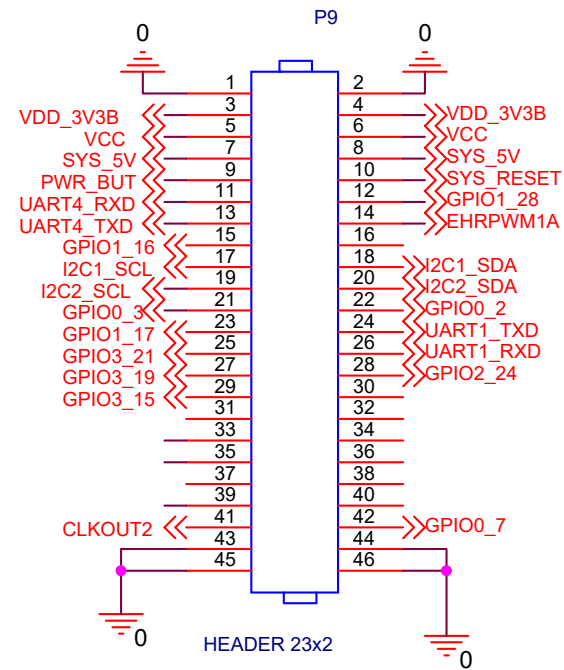 P9
0 0
1 2
VDD_3V3B 3 4 VDD_3V3B
VCC 5 6 VCC
SYS_5V 7 8 SYS_5V
PWR_BUT 9 10 SYS_RESET
UART4_RXD 11 12 GPIO1_28
UART4_TXD 13 14 EHRPWM1A
GPIO1_16 15 16
I2C1_SCL 17 18 I2C1_SDA
I2C2_SCL 19 20 I2C2_SDA
GPIO0_3 21 22 GPIO0_2
GPIO1_17 23 24 UART1_TXD
GPIO3_21 25 26 UART1_RXD
GPIO3_19 27 28 GPIO2_24
GPIO3_15 29 30
31 32
33 34
35 36
37 38
39 40
CLKOUT2 41 42 GPIO0_7
43 44
45 46
0 0
HEADER 23x2